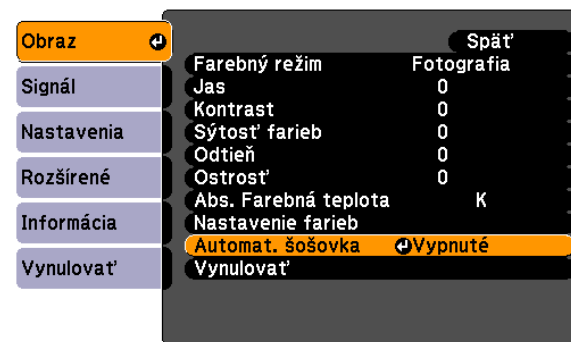 Obraz
Signál
Nastavenia
Rozšírené
Informácia
Vynulovať
Späť
Farebný režim Fotografia
Jas 0
Kontrast 0
Sýtosť farieb 0
Odtieň 0
Ostrosť 0
Abs. Farebná teplota K
Nastavenie farieb
Automat. šošovka Vypnuté
Vynulovať